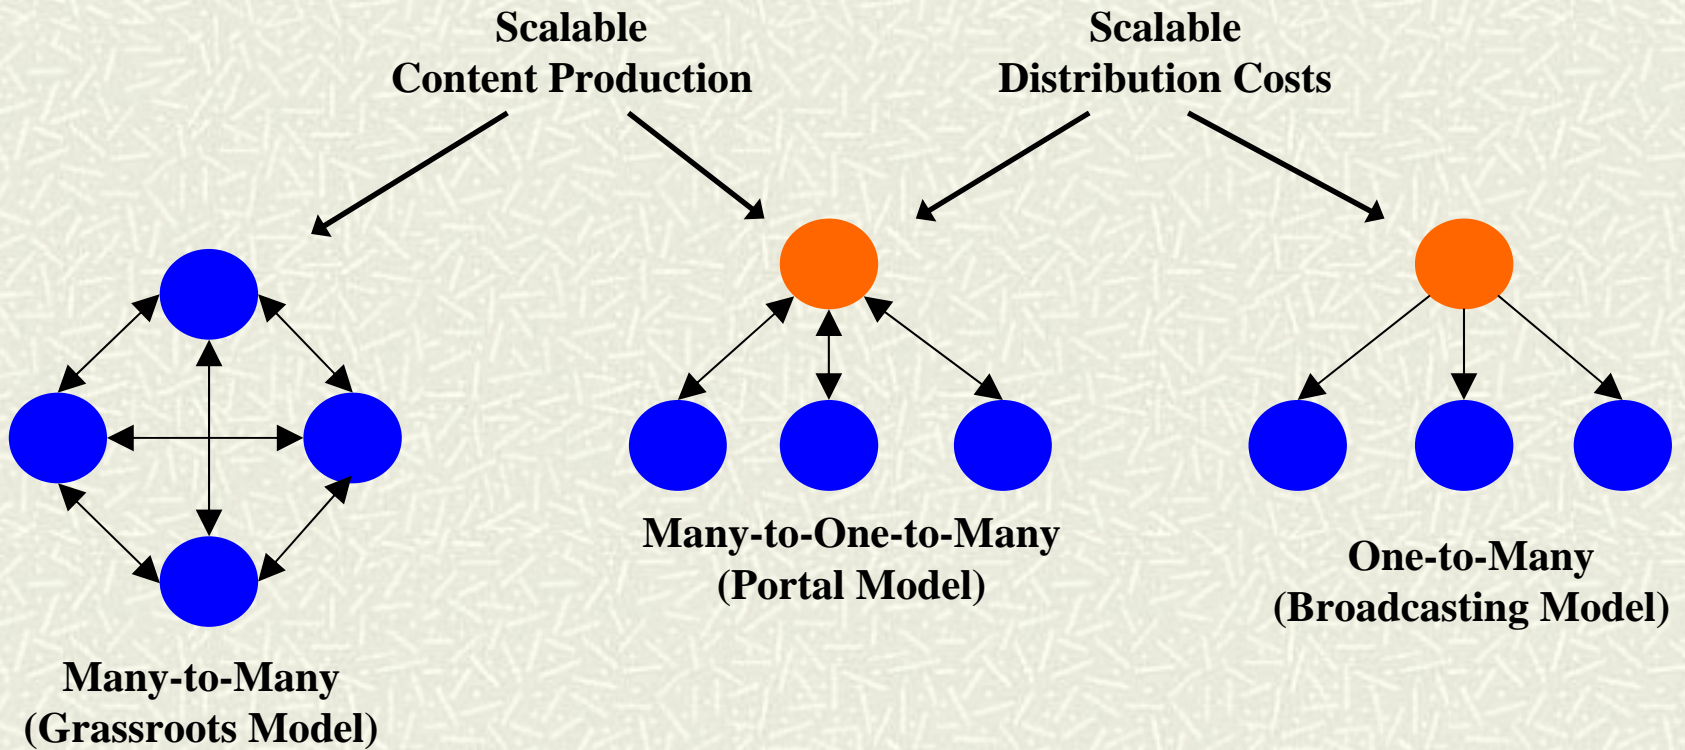 Scalable
Content Production
Scalable
Distribution Costs
Many-to-One-to-Many
(Portal Model)
One-to-Many
(Broadcasting Model)
Many-to-Many
(Grassroots Model)